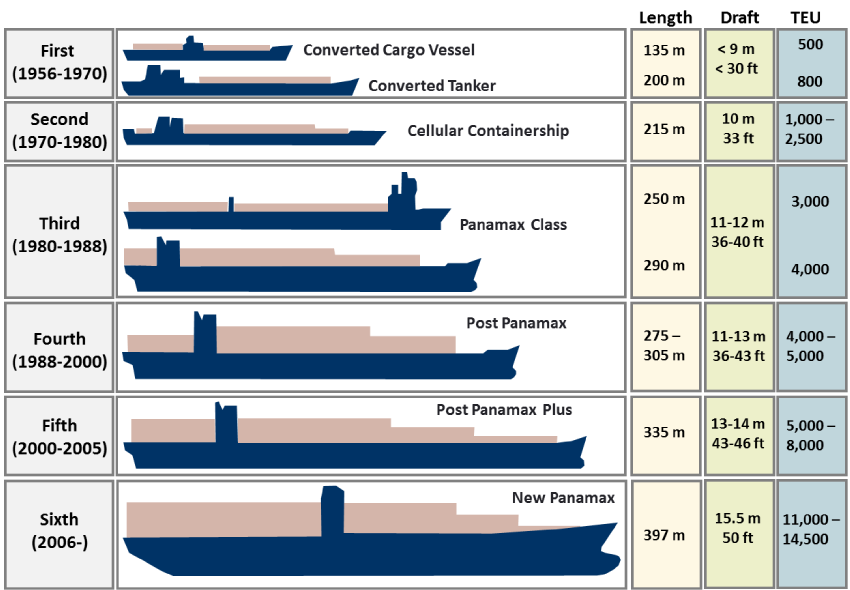 Length Draft TEU
First
(1956-1970)
Converted Cargo Vessel
135 m
< 9 m
< 30 ft
500
Converted Tanker
200 m
800
Second
(1970-1980)
Cellular Containership
215 m
10 m
33 ft
1,000 –
2,500
Third
(1980-1988)
Panamax Class
250 m
290 m
11-12 m
36-40 ft
3,000
4,000
Fourth
(1988-2000)
Post Panamax
275 –
305 m
11-13 m
36-43 ft
4,000 –
5,000
Fifth
(2000-2005)
Post Panamax Plus
335 m
13-14 m
43-46 ft
5,000 –
8,000
Sixth
(2006-)
New Panamax
397 m
15.5 m
50 ft
11,000 –
14,500